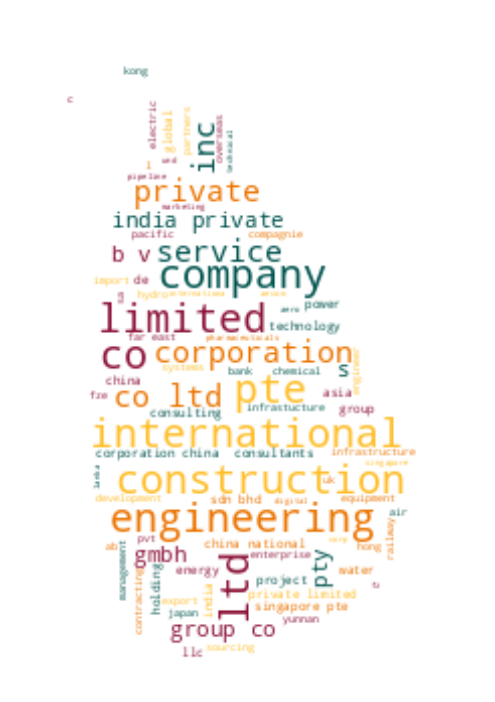 kong
c
electric
global
partners
inc
overseas
technical
l
and
pipeline
private
marketing
india private
pacific
compagnie
b v
service
import
de
company
hydro
international
power
aero
limited
technology
far east
pharmaceuticals
co
corporation
systems
bank
chemical
s
engineer
china
fze
co ltd
pte
asia
consulting
infrastucture
group
international
corporation china
consultants
infrastructure
singapore
lanka
construction
uk
development
sdn bhd
digital
equipment
engineering
air
pvt
ab
gmbh
china national
hong
railway
enterprise
management
contracting
holding
energy
ltd
pty
project
water
india
export
japan
private limited
singapore pte
yunnan
group co
llc
sourcing